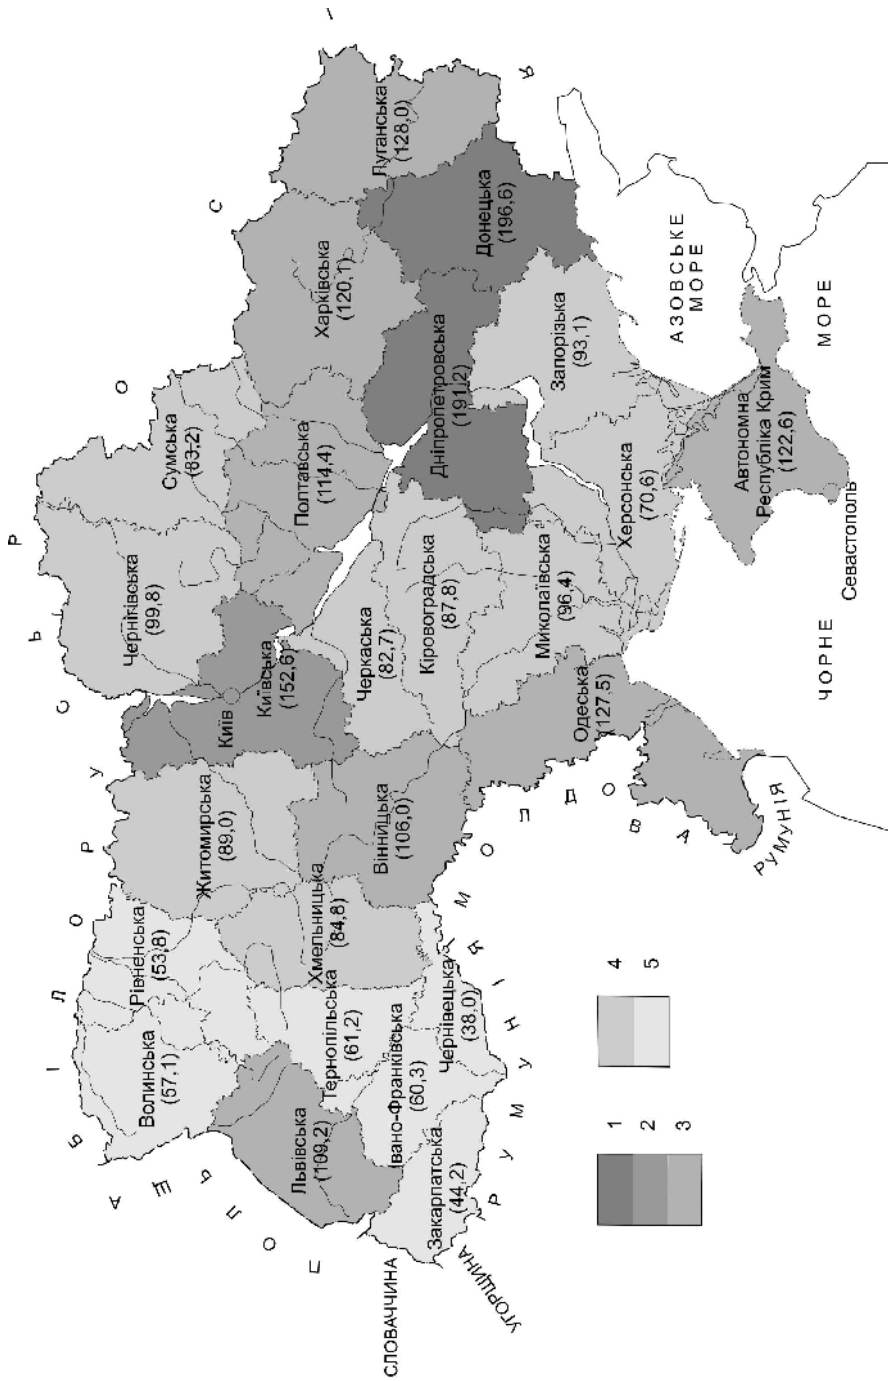 Б І Л О Р У С Ь
Р О С І Я
П О Л Ь Щ А
СЛОВАЧЧИНА
УГОРЩИНА
Р У М У Н І Я
М О Л Д О В А
РУМУНІЯ
Волинська
(57,1)
Рівненська
(53,8)
Житомирська
(89,0)
Київ
Київська
(152,6)
Чернігівська
(99,8)
Сумська
(83,2)
Львівська
(109,2)
Тернопільська
(61,2)
Хмельницька
(84,8)
Вінницька
(106,0)
Черкаська
(82,7)
Полтавська
(114,4)
Харківська
(120,1)
Луганська
(128,0)
Закарпатська
(44,2)
Івано-Франківська
(60,3)
Чернівецька
(38,0)
Кіровоградська
(87,8)
Дніпропетровська
(191,2)
Донецька
(196,6)
Одеська
(127,5)
Миколаївська
(96,4)
Херсонська
(70,6)
Запорізька
(93,1)
Автономна
Республіка Крим
(122,6)
Севастополь
АЗОВСЬКЕ
МОРЕ
ЧОРНЕ
МОРЕ
1
2
3
4
5